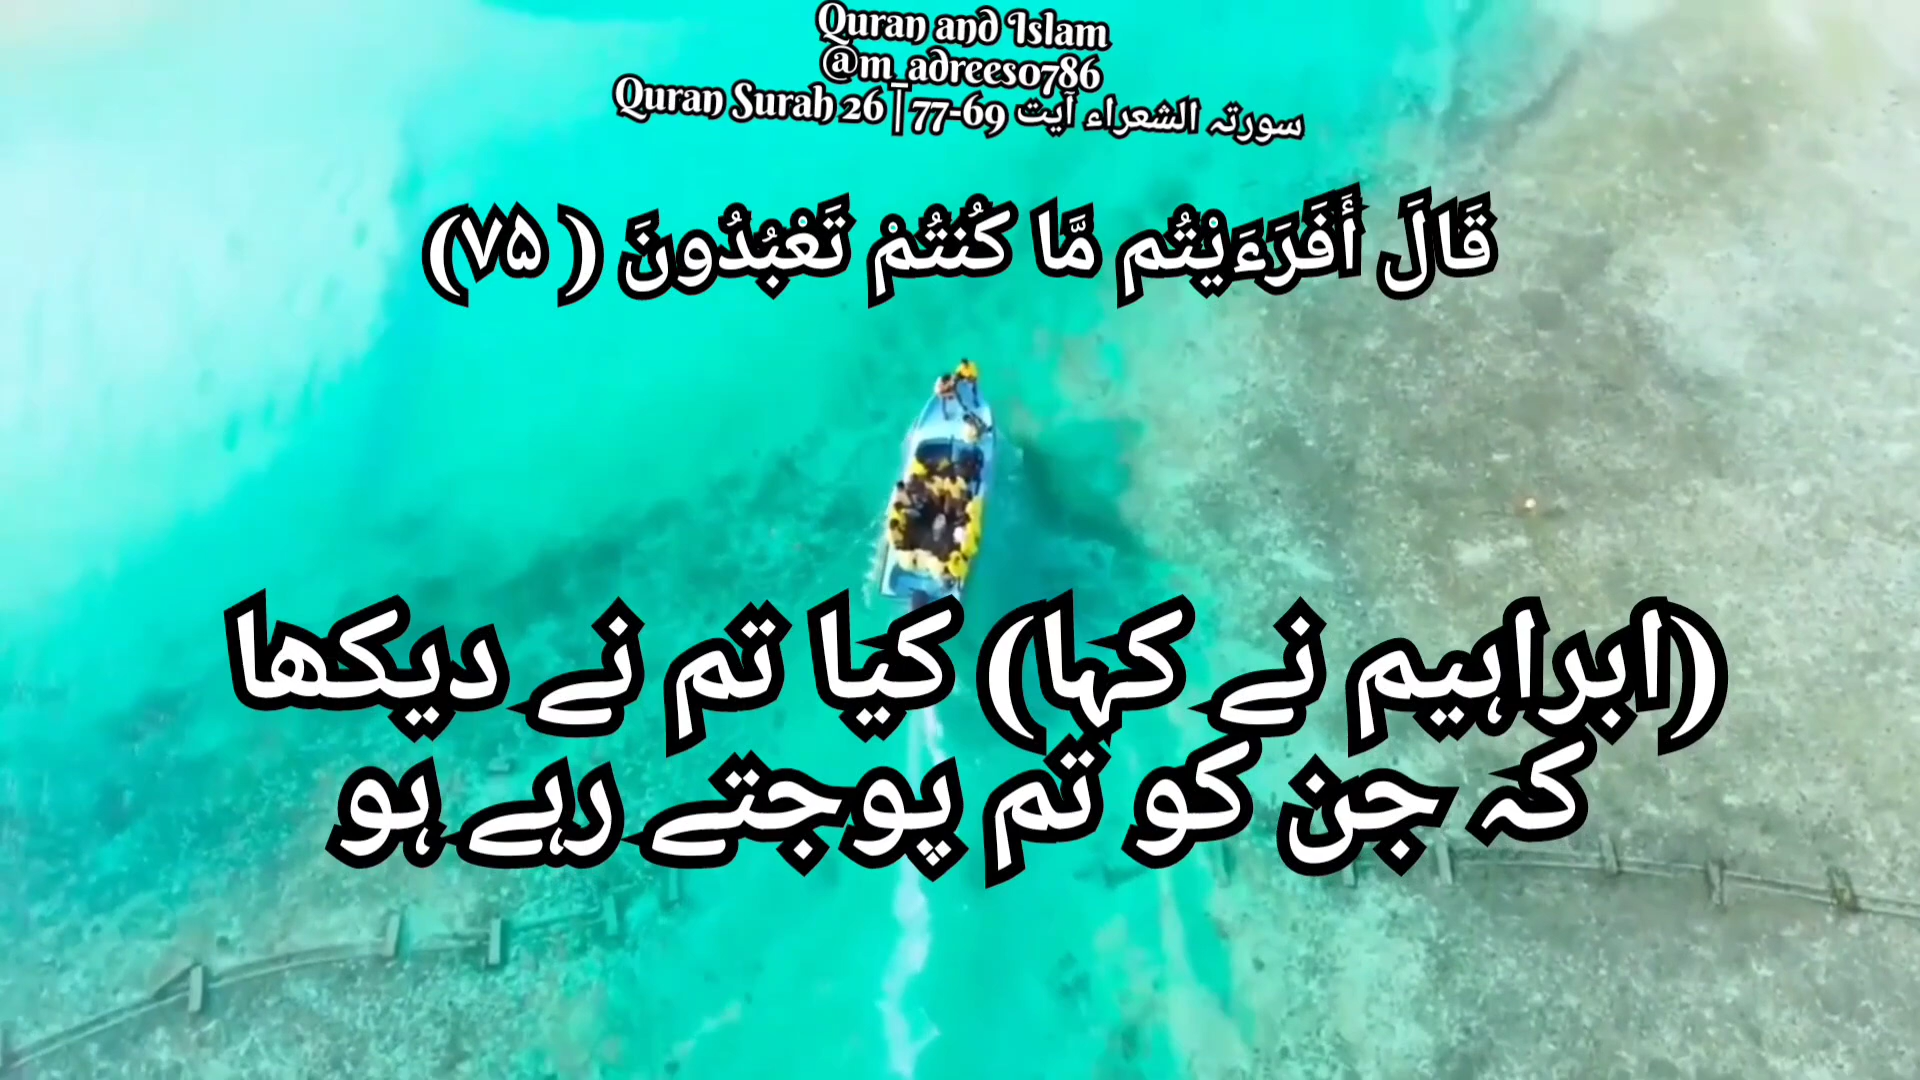 Quran and Islam
@m_adrees0786
Quran Surah 26 | 77-69 سورتہ الشعراء آیت
قَالَ أَفَرَءَيْتُم مَّا كُنتُمْ تَعْبُدُونَ (۷۵)
(ابراہیم نے کہا) کیا تم نے دیکھا
کہ جن کو تم پوجتے رہے ہو